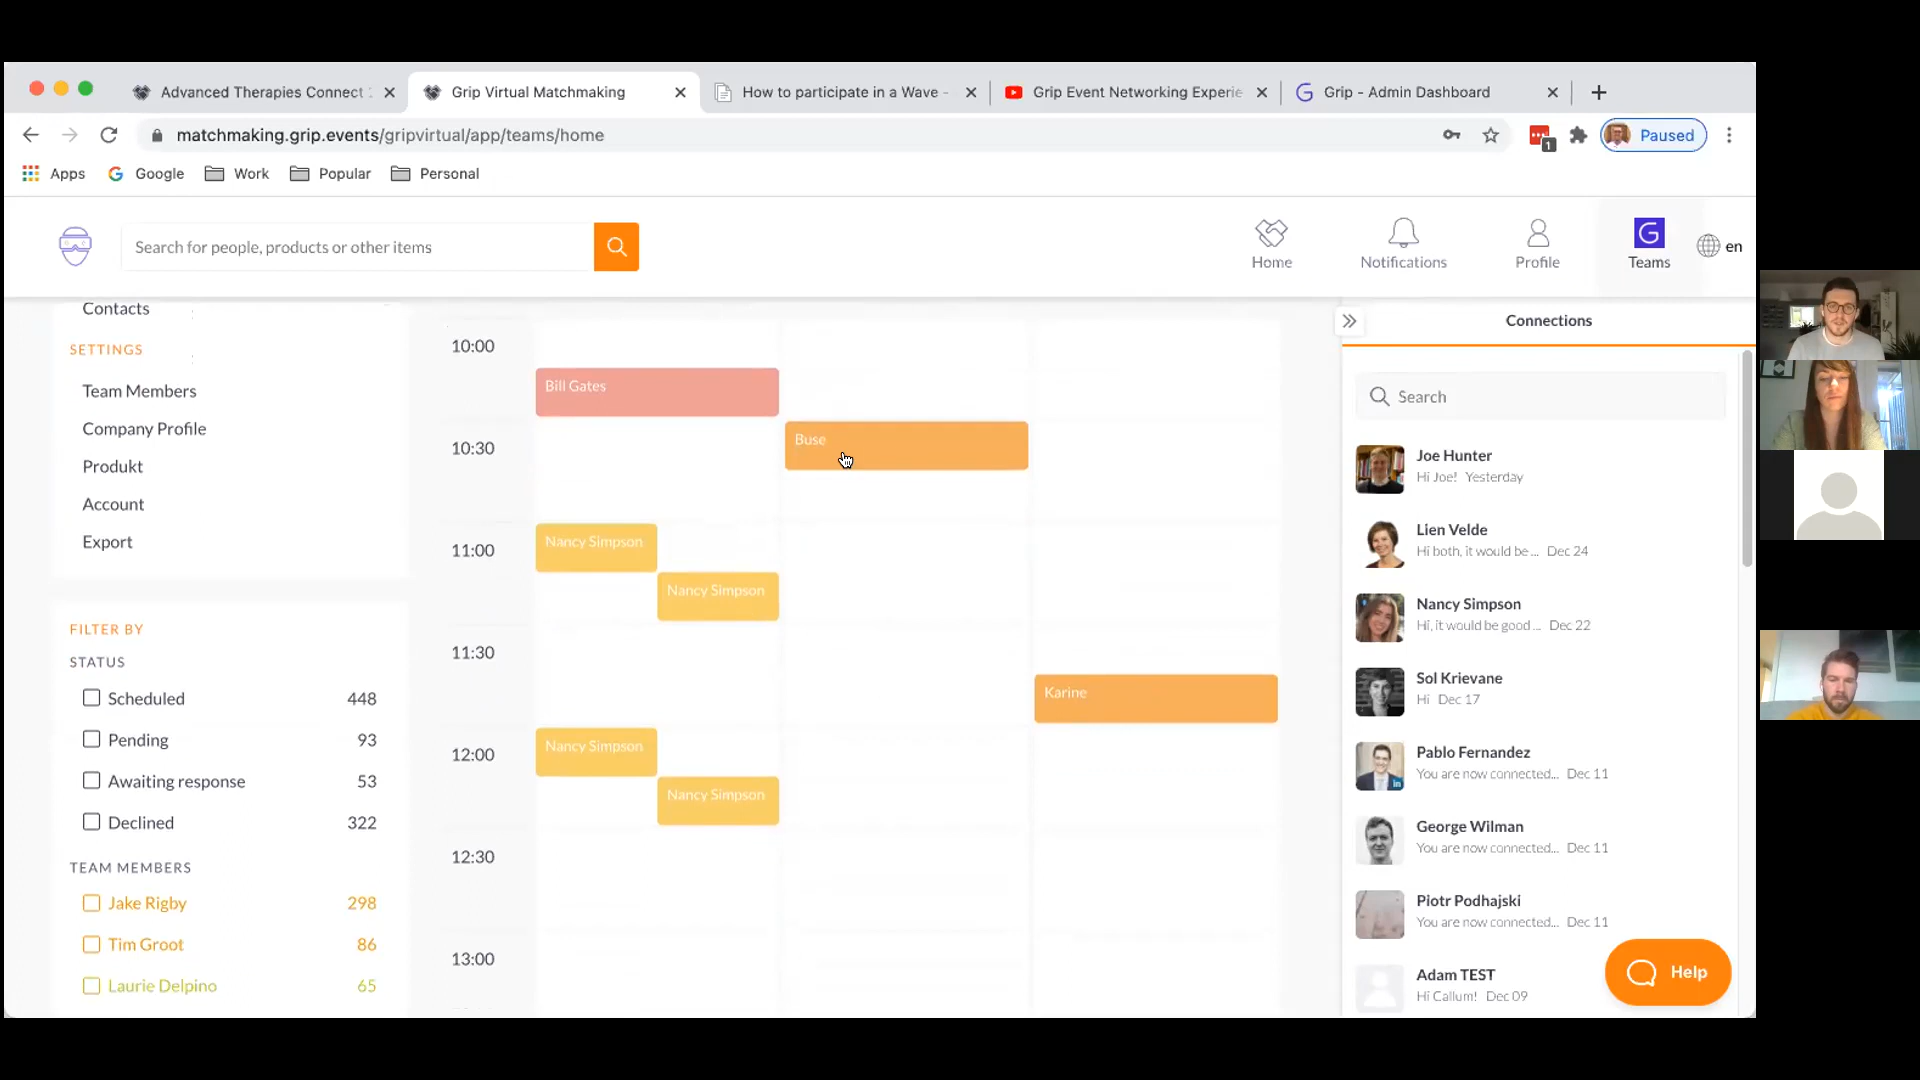 Advanced Therapies Connect
Grip Virtual Matchmaking
How to participate in a Wave -
Grip Event Networking Experie
Grip - Admin Dashboard
matchmaking.grip.events/gripvirtual/app/teams/home
1
Paused
Apps
Google
Work
Popular
Personal
Search for people, products or other items
Home
Notifications
Profile
Teams
en
Contacts
SETTINGS
Team Members
Company Profile
Produkt
Account
Export
FILTER BY
STATUS
Scheduled 448
Pending 93
Awaiting response 53
Declined 322
TEAM MEMBERS
Jake Rigby 298
Tim Groot 86
Laurie Delpino 65
10:00
Bill Gates
10:30
Buse
11:00
Nancy Simpson
Nancy Simpson
11:30
Karine
12:00
Nancy Simpson
Nancy Simpson
12:30
13:00
Connections
Search
Joe Hunter
Hi Joe! Yesterday
Lien Velde
Hi both, it would be ... Dec 24
Nancy Simpson
Hi, it would be good ... Dec 22
Sol Krievane
Hi Dec 17
Pablo Fernandez
You are now connected... Dec 11
in
George Wilman
You are now connected... Dec 11
Piotr Podhajski
You are now connected... Dec 11
Adam TEST
Hi Callum! Dec 09
Help